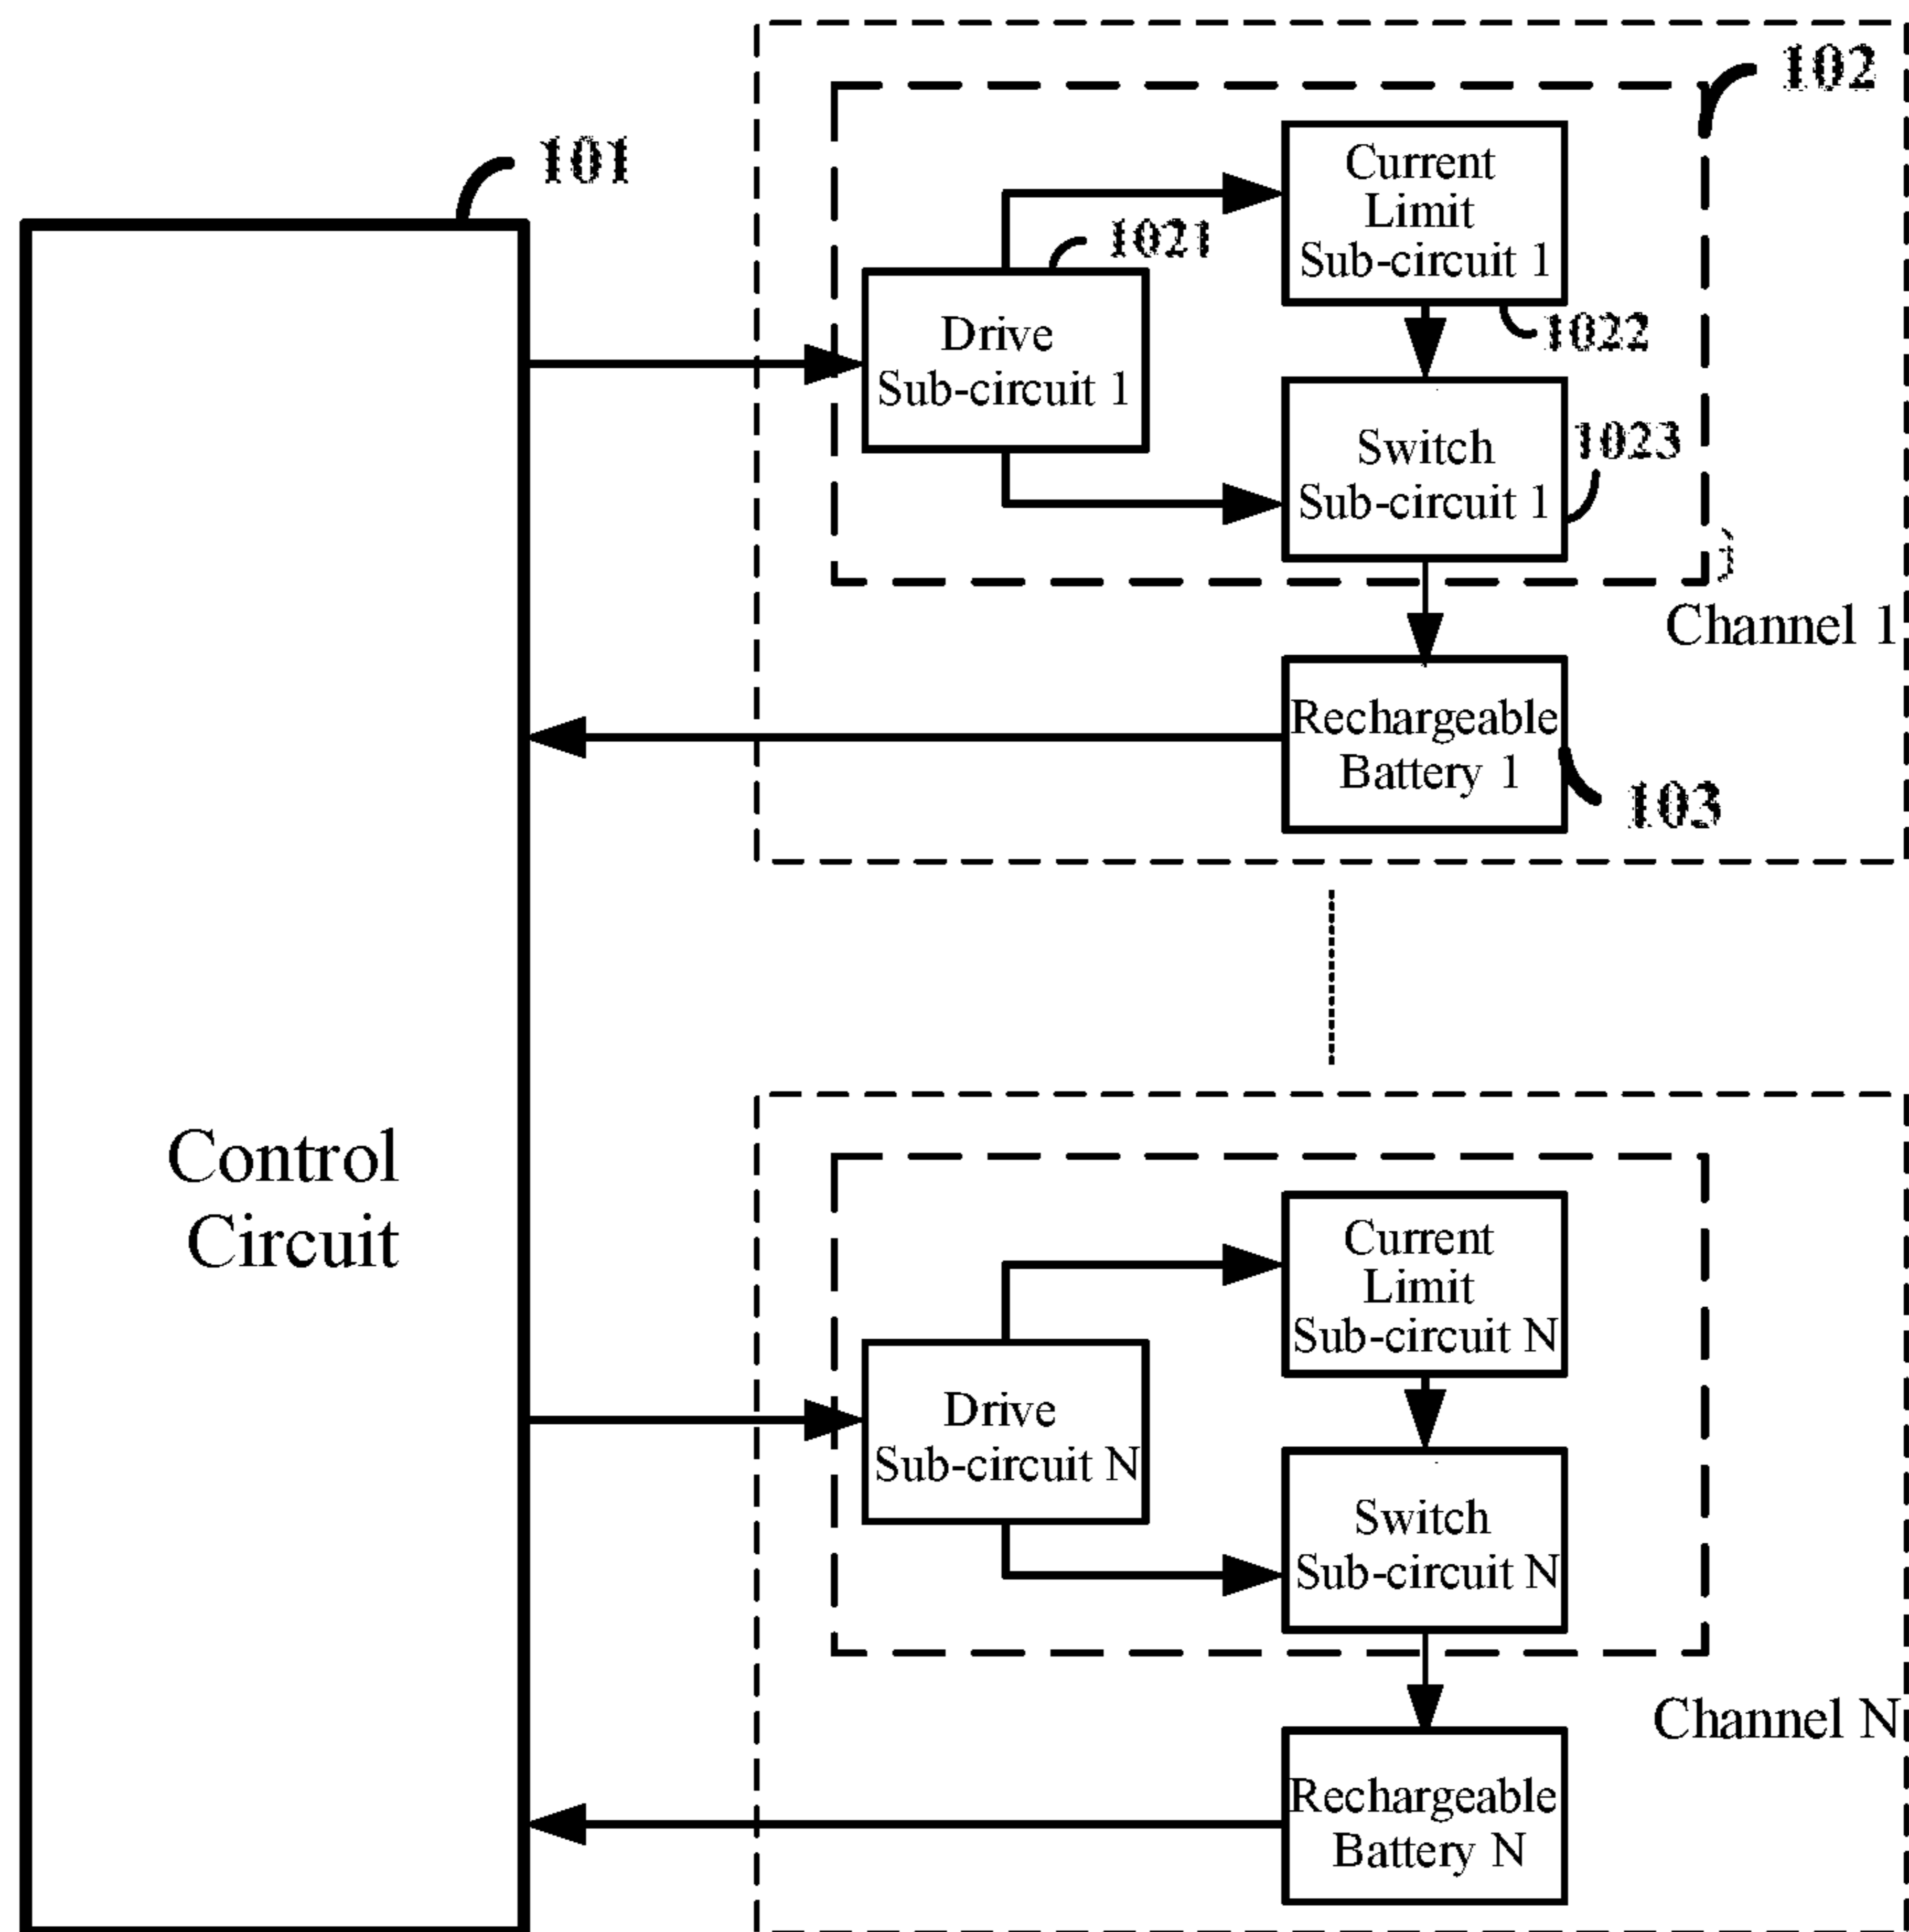 102
101
Current
Limit
Sub-circuit 1
1021
1022
Drive
Sub-circuit 1
Switch
Sub-circuit 1
1023
Channel 1
Rechargeable
Battery 1
103
Control
Circuit
Current
Limit
Sub-circuit N
Drive
Sub-circuit N
Switch
Sub-circuit N
Channel N
Rechargeable
Battery N